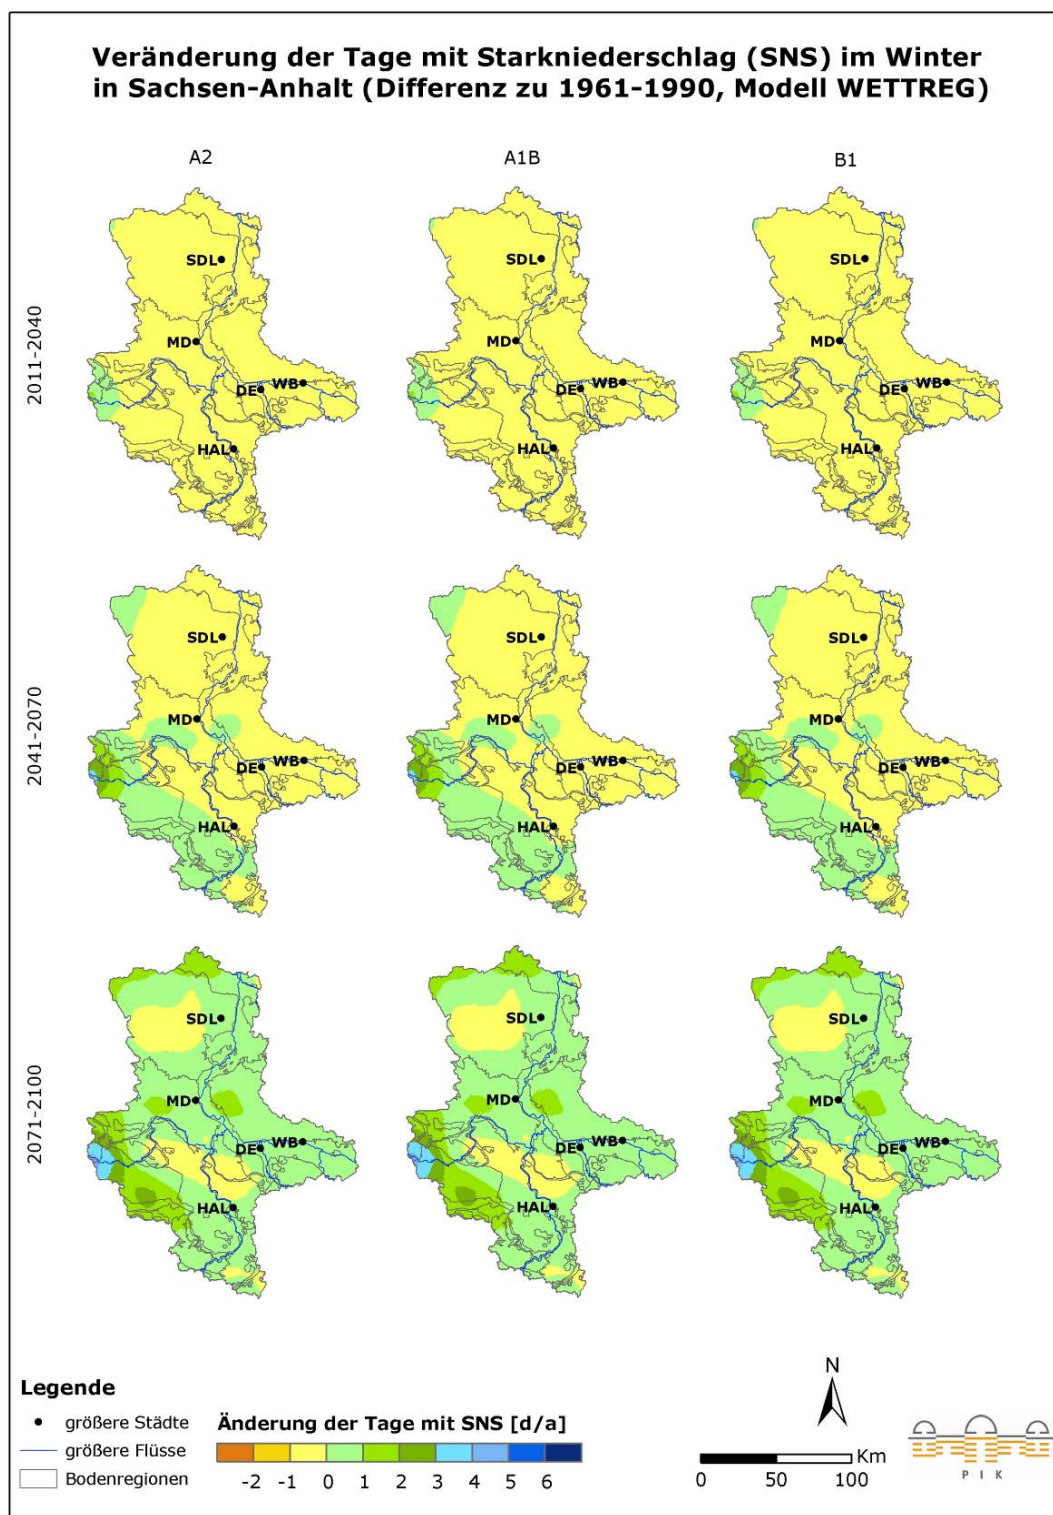 Veränderung der Tage mit Starkniederschlag (SNS) im Winter
in Sachsen-Anhalt (Differenz zu 1961-1990, Modell WETTREG)
A2 A1B B1
2011-2040
SDL SDL SDL
MD MD MD
DE WB DE WB DE WB
HAL HAL HAL
2041-2070
SDL SDL SDL
MD MD MD
DE WB DE WB DE WB
HAL HAL HAL
2071-2100
SDL SDL SDL
MD MD MD
DE WB DE WB DE WB
HAL HAL HAL
Legende
größere Städte
größere Flüsse
Bodenregionen
Änderung der Tage mit SNS [d/a]
-2 -1 0 1 2 3 4 5 6
N
Km
0 50 100
P I K